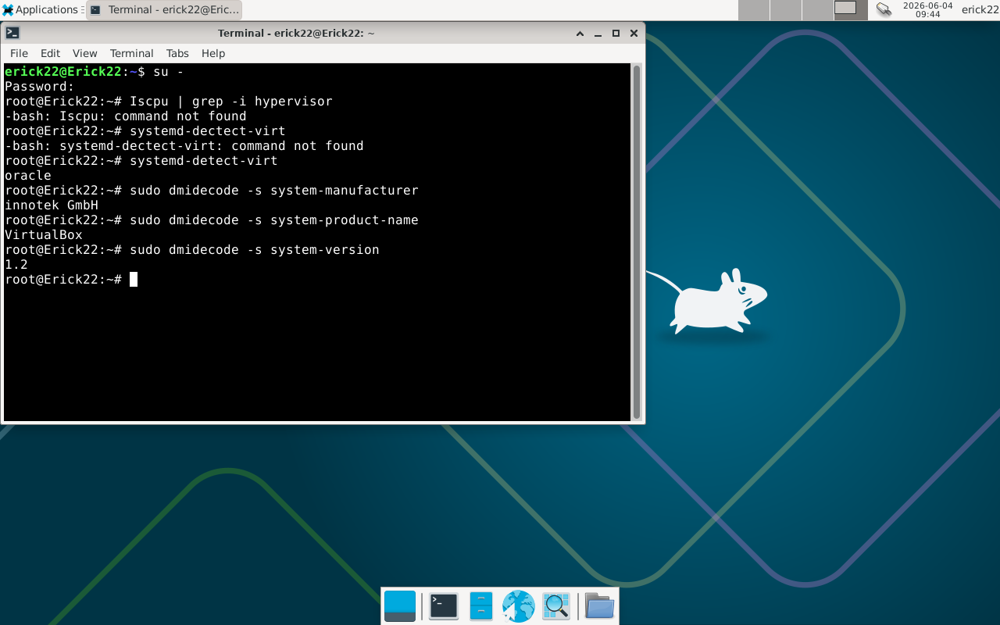 Applications
Terminal - erick22@Eric...
2026-06-04
09:44
erick22
Terminal - erick22@Erick22: ~
File Edit View Terminal Tabs Help
erick22@Erick22:~$ su -
Password:
root@Erick22:~# Iscpu | grep -i hypervisor
-bash: Iscpu: command not found
root@Erick22:~# systemd-dectect-virt
-bash: systemd-dectect-virt: command not found
root@Erick22:~# systemd-detect-virt
oracle
root@Erick22:~# sudo dmidecode -s system-manufacturer
innotek GmbH
root@Erick22:~# sudo dmidecode -s system-product-name
VirtualBox
root@Erick22:~# sudo dmidecode -s system-version
1.2
root@Erick22:~#